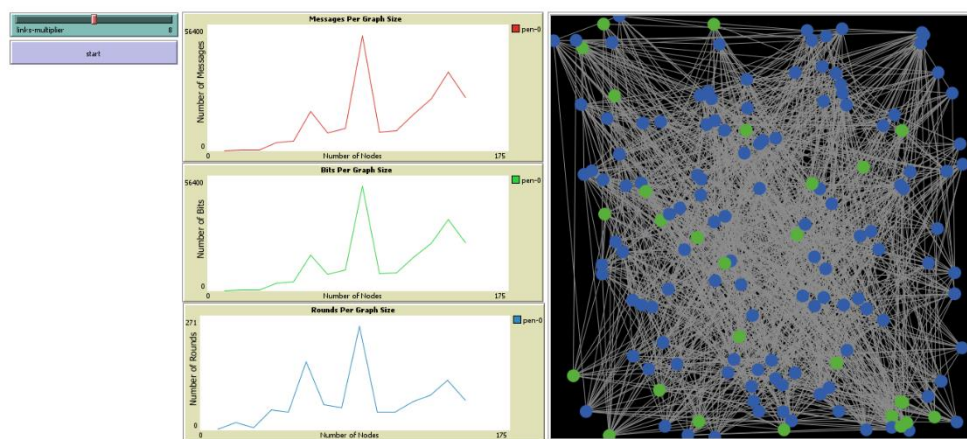 links-multiplier 8
start
Messages Per Graph Size
56400
Number of Messages
0
0
Number of Nodes
175
pen-0
Bits Per Graph Size
56400
Number of Bits
0
0
Number of Nodes
175
pen-0
Rounds Per Graph Size
271
Number of Rounds
0
0
Number of Nodes
175
pen-0